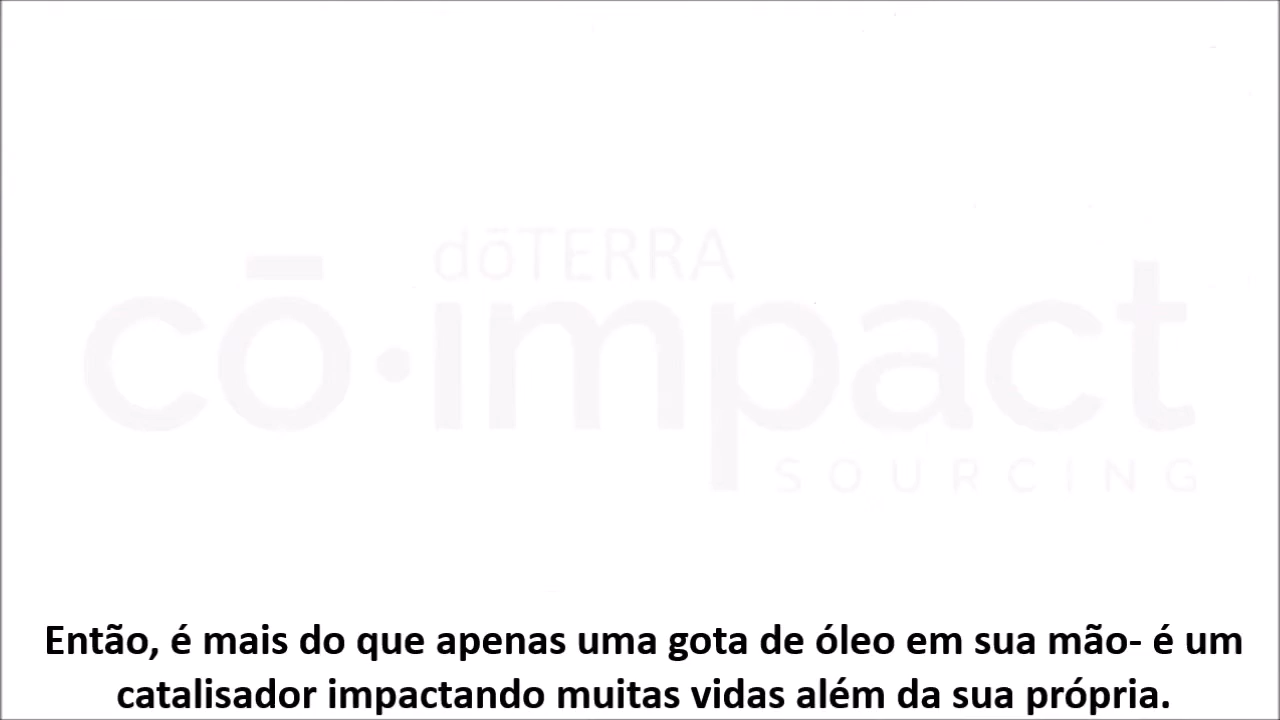 dōTERRA
cō·impact
SOURCING
Então, é mais do que apenas uma gota de óleo em sua mão- é um
catalisador impactando muitas vidas além da sua própria.